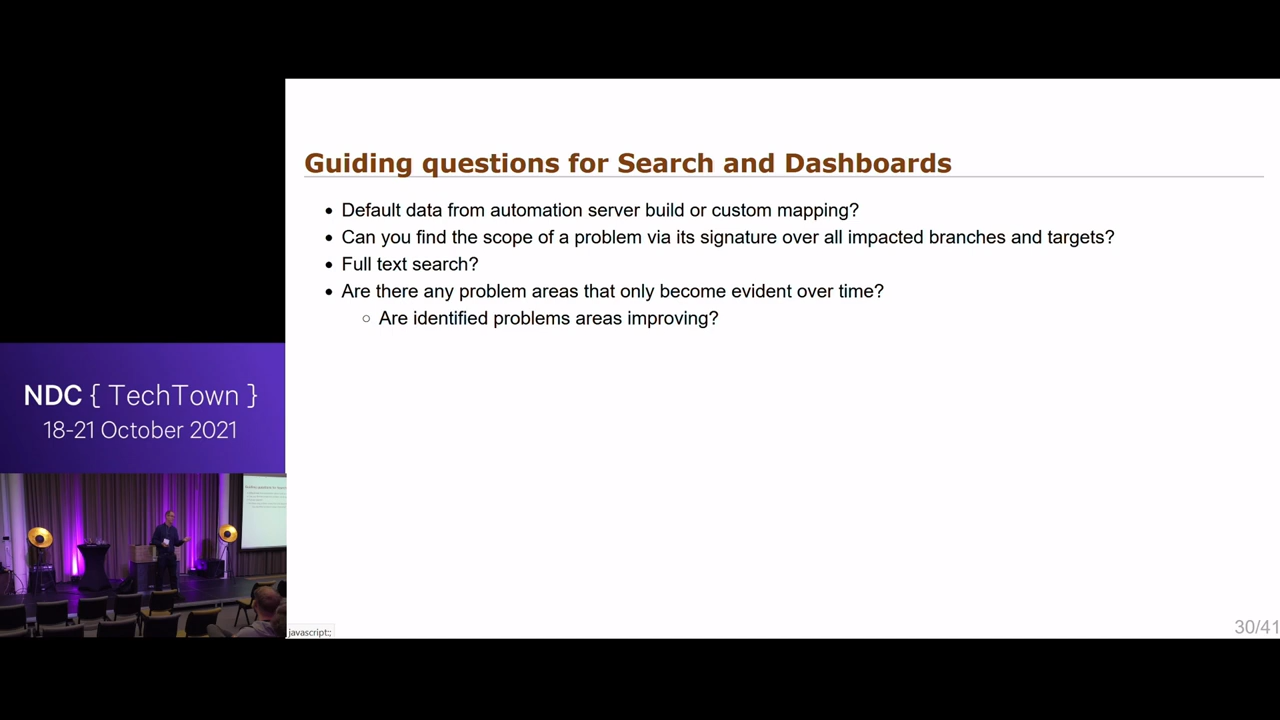 Guiding questions for Search and Dashboards
Default data from automation server build or custom mapping?
Can you find the scope of a problem via its signature over all impacted branches and targets?
Full text search?
Are there any problem areas that only become evident over time?
Are identified problems areas improving?
NDC { TechTown }
18-21 October 2021
javascript:;
30/41